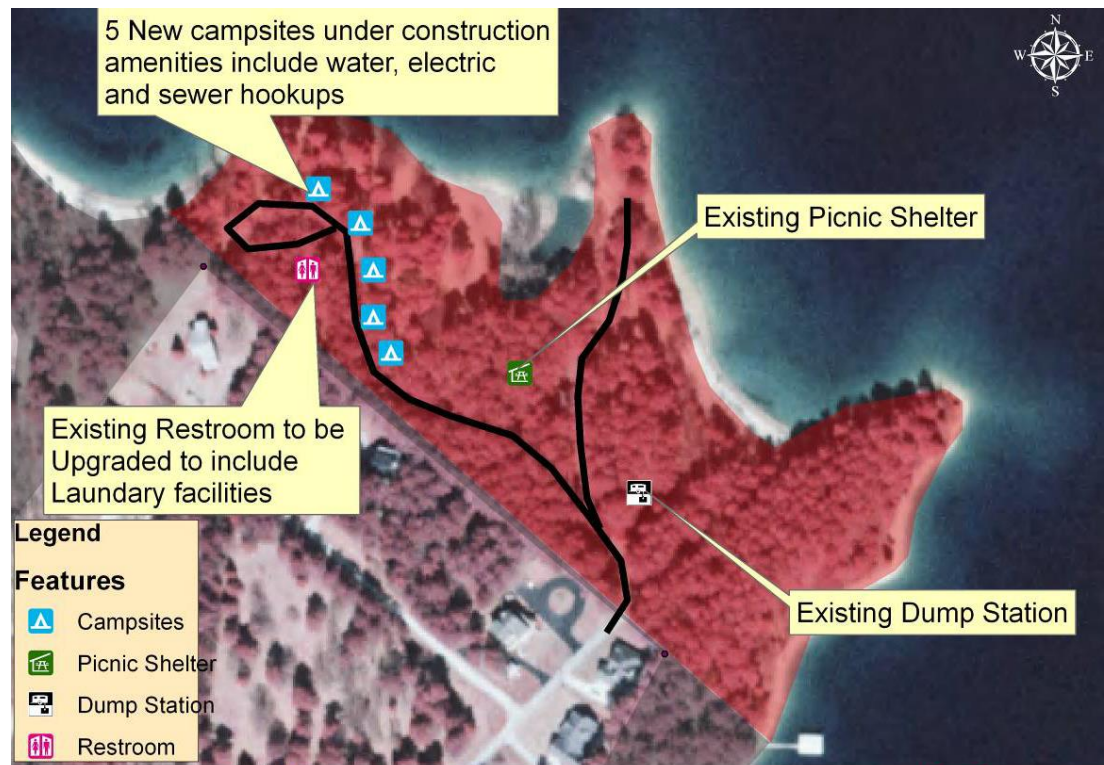 5 New campsites under construction
amenities include water, electric
and sewer hookups
N
W E
S
Existing Picnic Shelter
Existing Restroom to be
Upgraded to include
Laundary facilities
Existing Dump Station
Legend
Features
Campsites
Picnic Shelter
Dump Station
Restroom